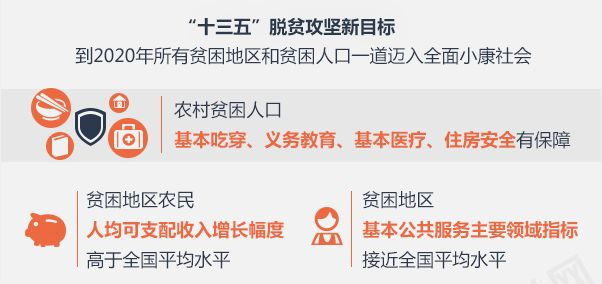 “十三五”脱贫攻坚新目标
到2020年所有贫困地区和贫困人口一道迈入全面小康社会
农村贫困人口
基本吃穿、义务教育、基本医疗、住房安全有保障
贫困地区农民
人均可支配收入增长幅度
高于全国平均水平
贫困地区
基本公共服务主要领域指标
接近全国平均水平